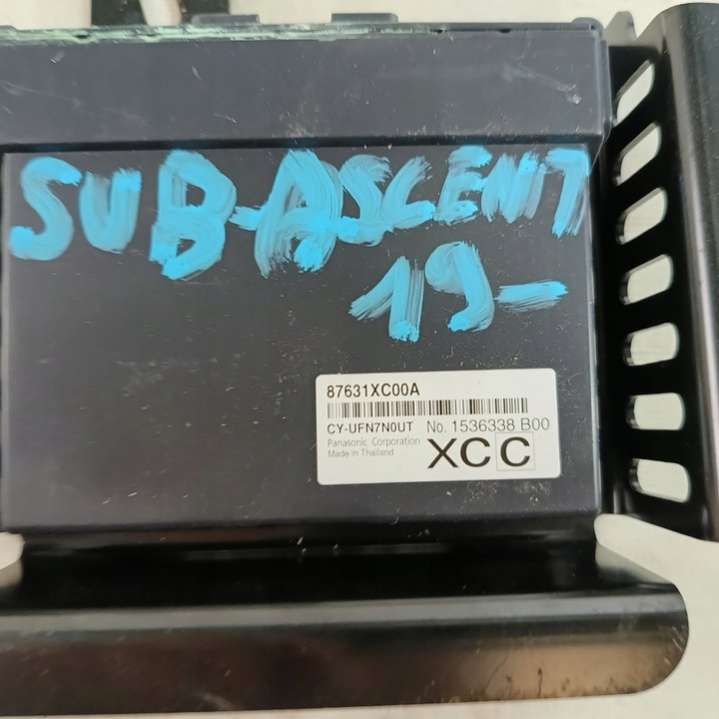 SUB-ASCENT
19-
87631XC00A
CY-UFN7N0UT No. 1536338 B00
Panasonic Corporation
Made in Thailand
XCC